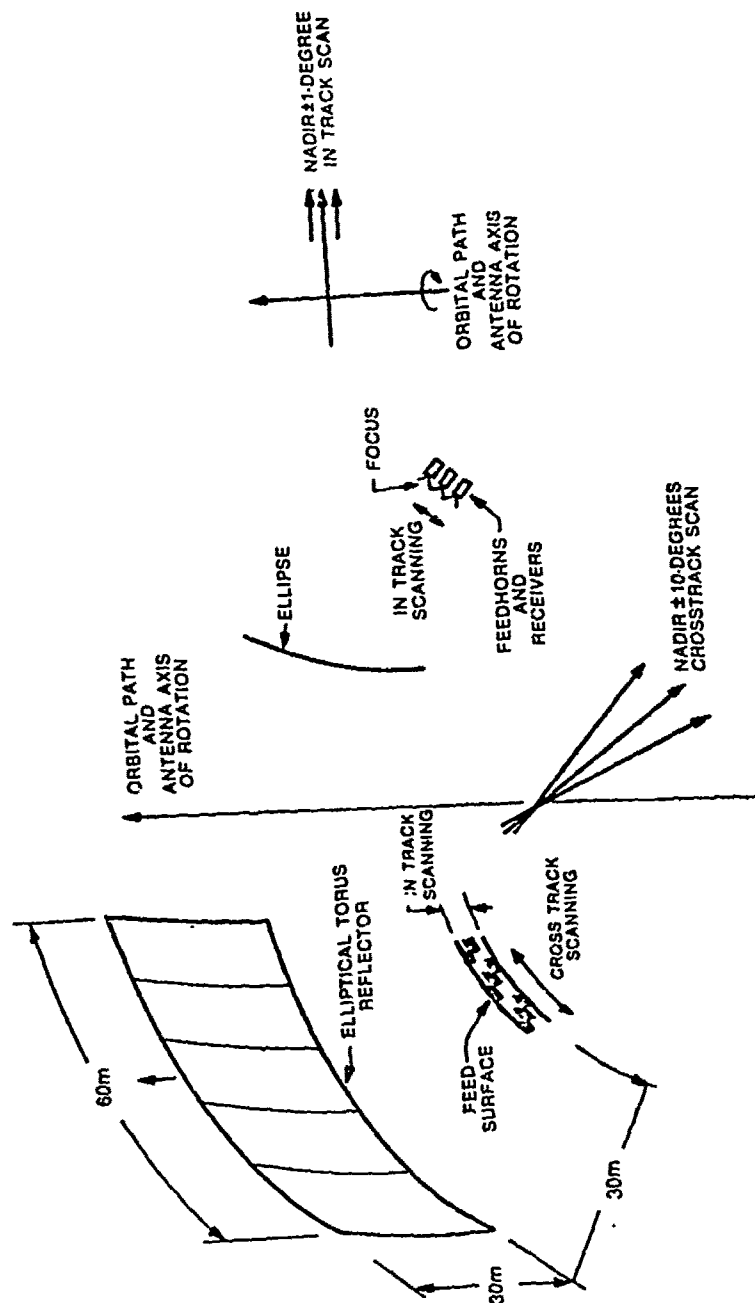 NADIR±1-DEGREE
IN TRACK SCAN
ORBITAL PATH
AND
ANTENNA AXIS
OF ROTATION
FOCUS
IN TRACK
SCANNING
FEEDHORNS
AND
RECEIVERS
ELLIPSE
ORBITAL PATH
AND
ANTENNA AXIS
OF ROTATION
NADIR ±10-DEGREES
CROSSTRACK SCAN
IN TRACK
SCANNING
CROSS TRACK
SCANNING
ELLIPTICAL TORUS
REFLECTOR
FEED
SURFACE
60m
30m
30m